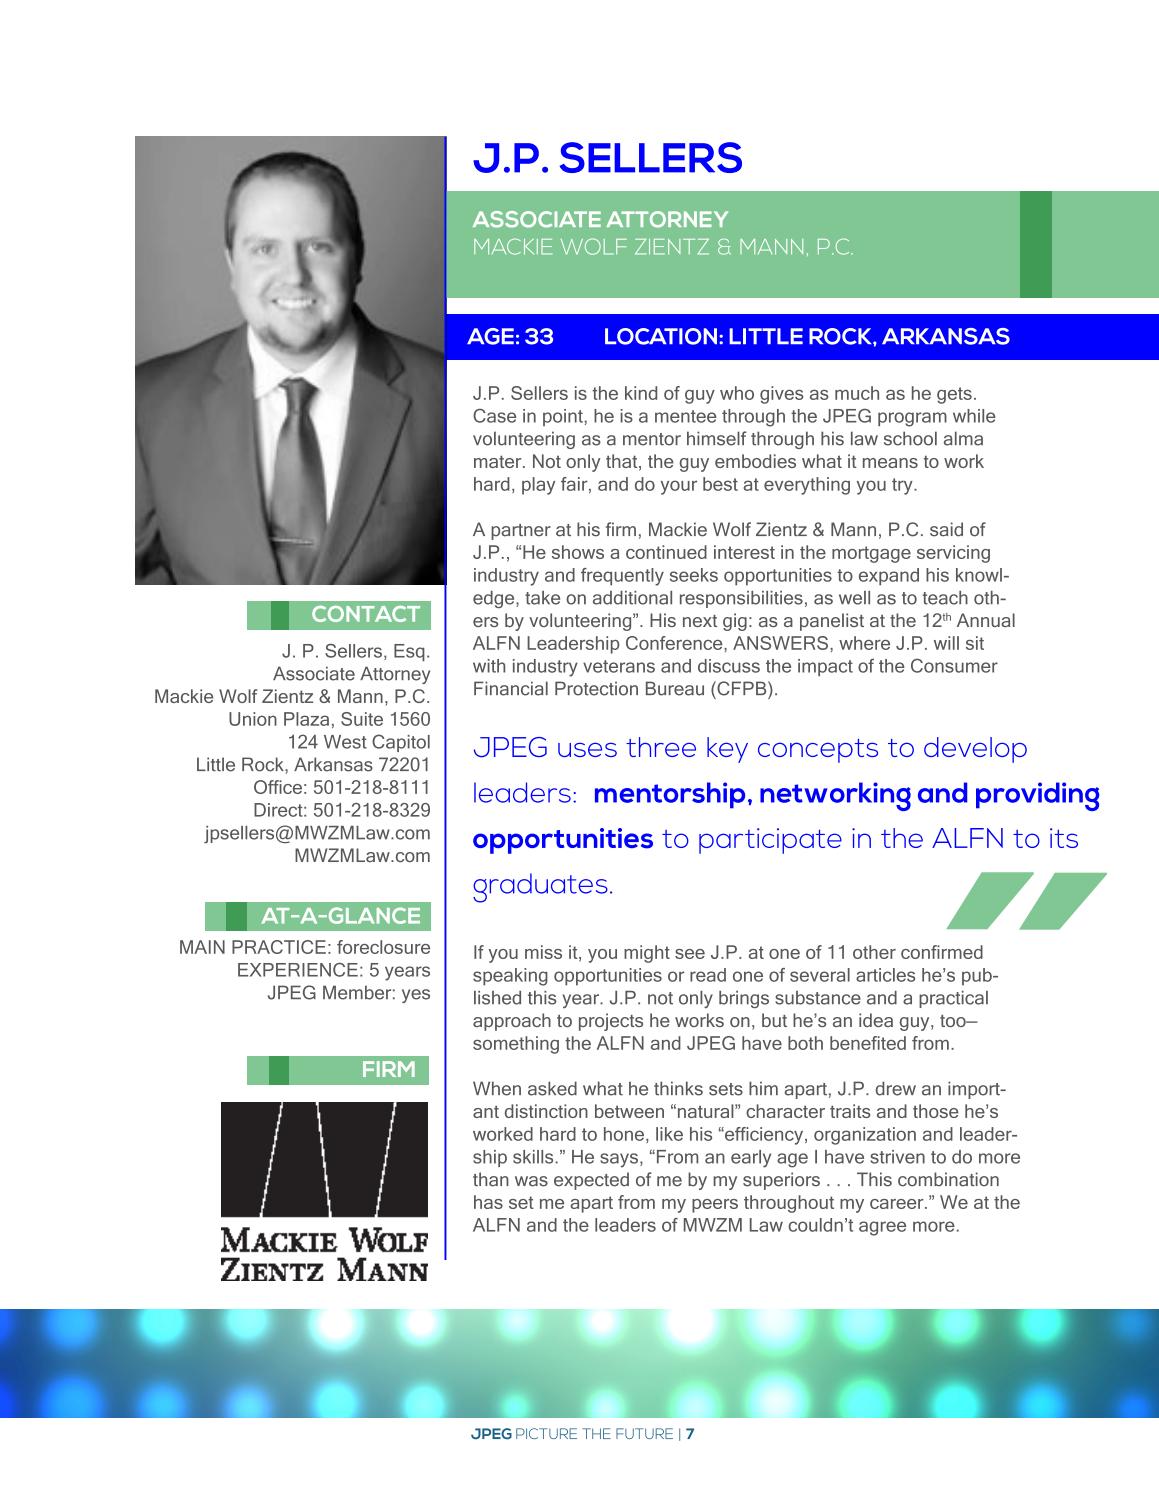 J.P. SELLERS
ASSOCIATE ATTORNEY
MACKIE WOLF ZIENTZ & MANN, P.C.
AGE: 33 LOCATION: LITTLE ROCK, ARKANSAS
CONTACT
J. P. Sellers, Esq.
Associate Attorney
Mackie Wolf Zientz & Mann, P.C.
Union Plaza, Suite 1560
124 West Capitol
Little Rock, Arkansas 72201
Office: 501-218-8111
Direct: 501-218-8329
jpsellers@MWZMLaw.com
MWZMLaw.com
AT-A-GLANCE
MAIN PRACTICE: foreclosure
EXPERIENCE: 5 years
JPEG Member: yes
FIRM
MACKIE WOLF
ZIENTZ MANN
J.P. Sellers is the kind of guy who gives as much as he gets.
Case in point, he is a mentee through the JPEG program while
volunteering as a mentor himself through his law school alma
mater. Not only that, the guy embodies what it means to work
hard, play fair, and do your best at everything you try.
A partner at his firm, Mackie Wolf Zientz & Mann, P.C. said of
J.P., “He shows a continued interest in the mortgage servicing
industry and frequently seeks opportunities to expand his knowl-
edge, take on additional responsibilities, as well as to teach oth-
ers by volunteering”. His next gig: as a panelist at the 12th Annual
ALFN Leadership Conference, ANSWERS, where J.P. will sit
with industry veterans and discuss the impact of the Consumer
Financial Protection Bureau (CFPB).
JPEG uses three key concepts to develop
leaders: mentorship, networking and providing
opportunities to participate in the ALFN to its
graduates.
If you miss it, you might see J.P. at one of 11 other confirmed
speaking opportunities or read one of several articles he’s pub-
lished this year. J.P. not only brings substance and a practical
approach to projects he works on, but he’s an idea guy, too—
something the ALFN and JPEG have both benefited from.
When asked what he thinks sets him apart, J.P. drew an import-
ant distinction between “natural” character traits and those he’s
worked hard to hone, like his “efficiency, organization and leader-
ship skills.” He says, “From an early age I have striven to do more
than was expected of me by my superiors . . . This combination
has set me apart from my peers throughout my career.” We at the
ALFN and the leaders of MWZM Law couldn’t agree more.
JPEG PICTURE THE FUTURE | 7